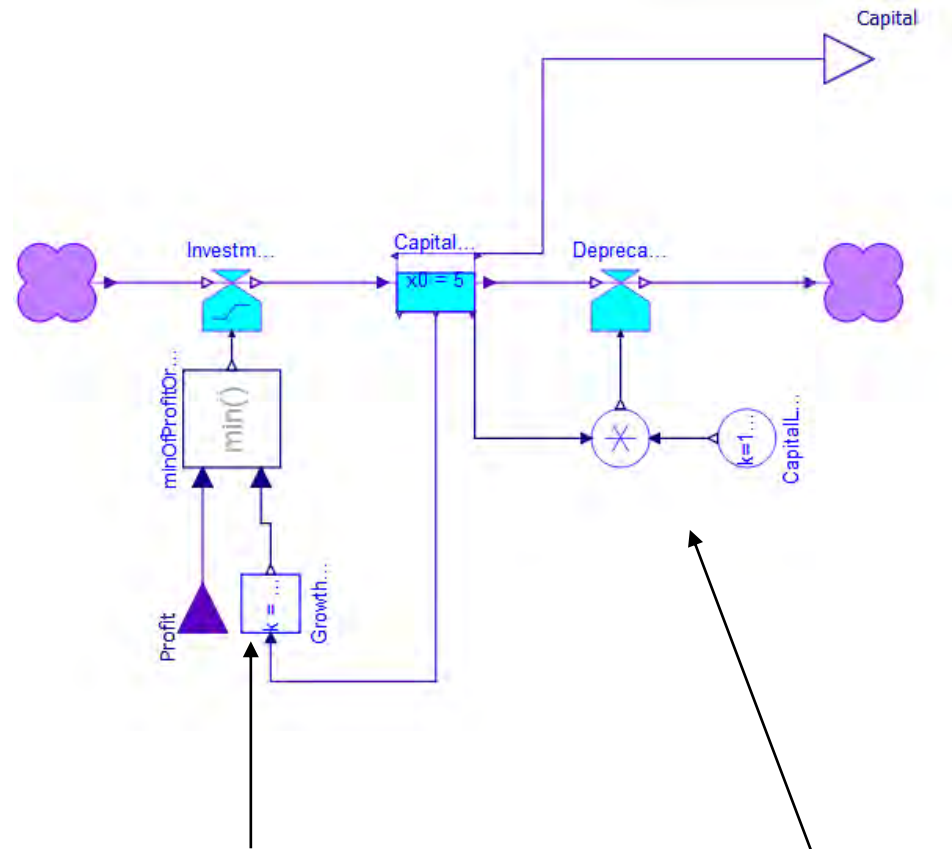 Capital
Investm...
Capital...
Depreca...
x0 = 5
minOfProfitOr...
min()
k=1...
CapitalL...
Profit
k = ...
Growth...